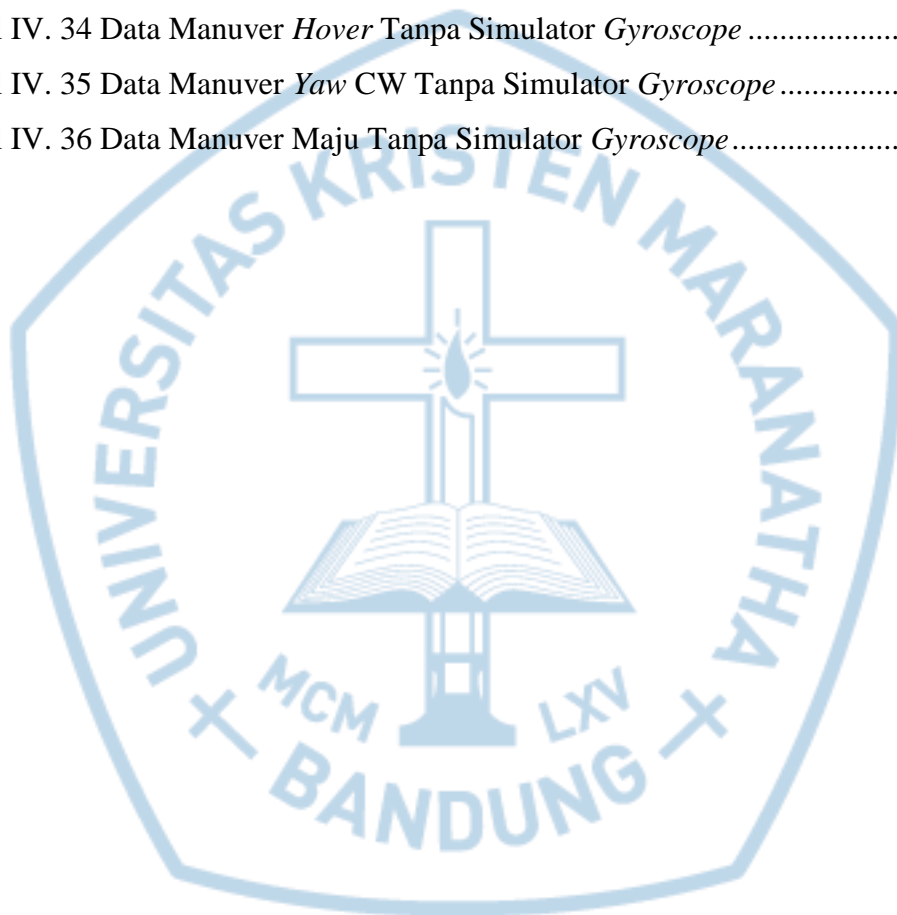 IV. 34 Data Manuver Hover Tanpa Simulator Gyroscope ...................
IV. 35 Data Manuver Yaw CW Tanpa Simulator Gyroscope ...............
IV. 36 Data Manuver Maju Tanpa Simulator Gyroscope ....................
UNIVERSITAS KRISTEN MARANATHA
MCM LXV
BANDUNG